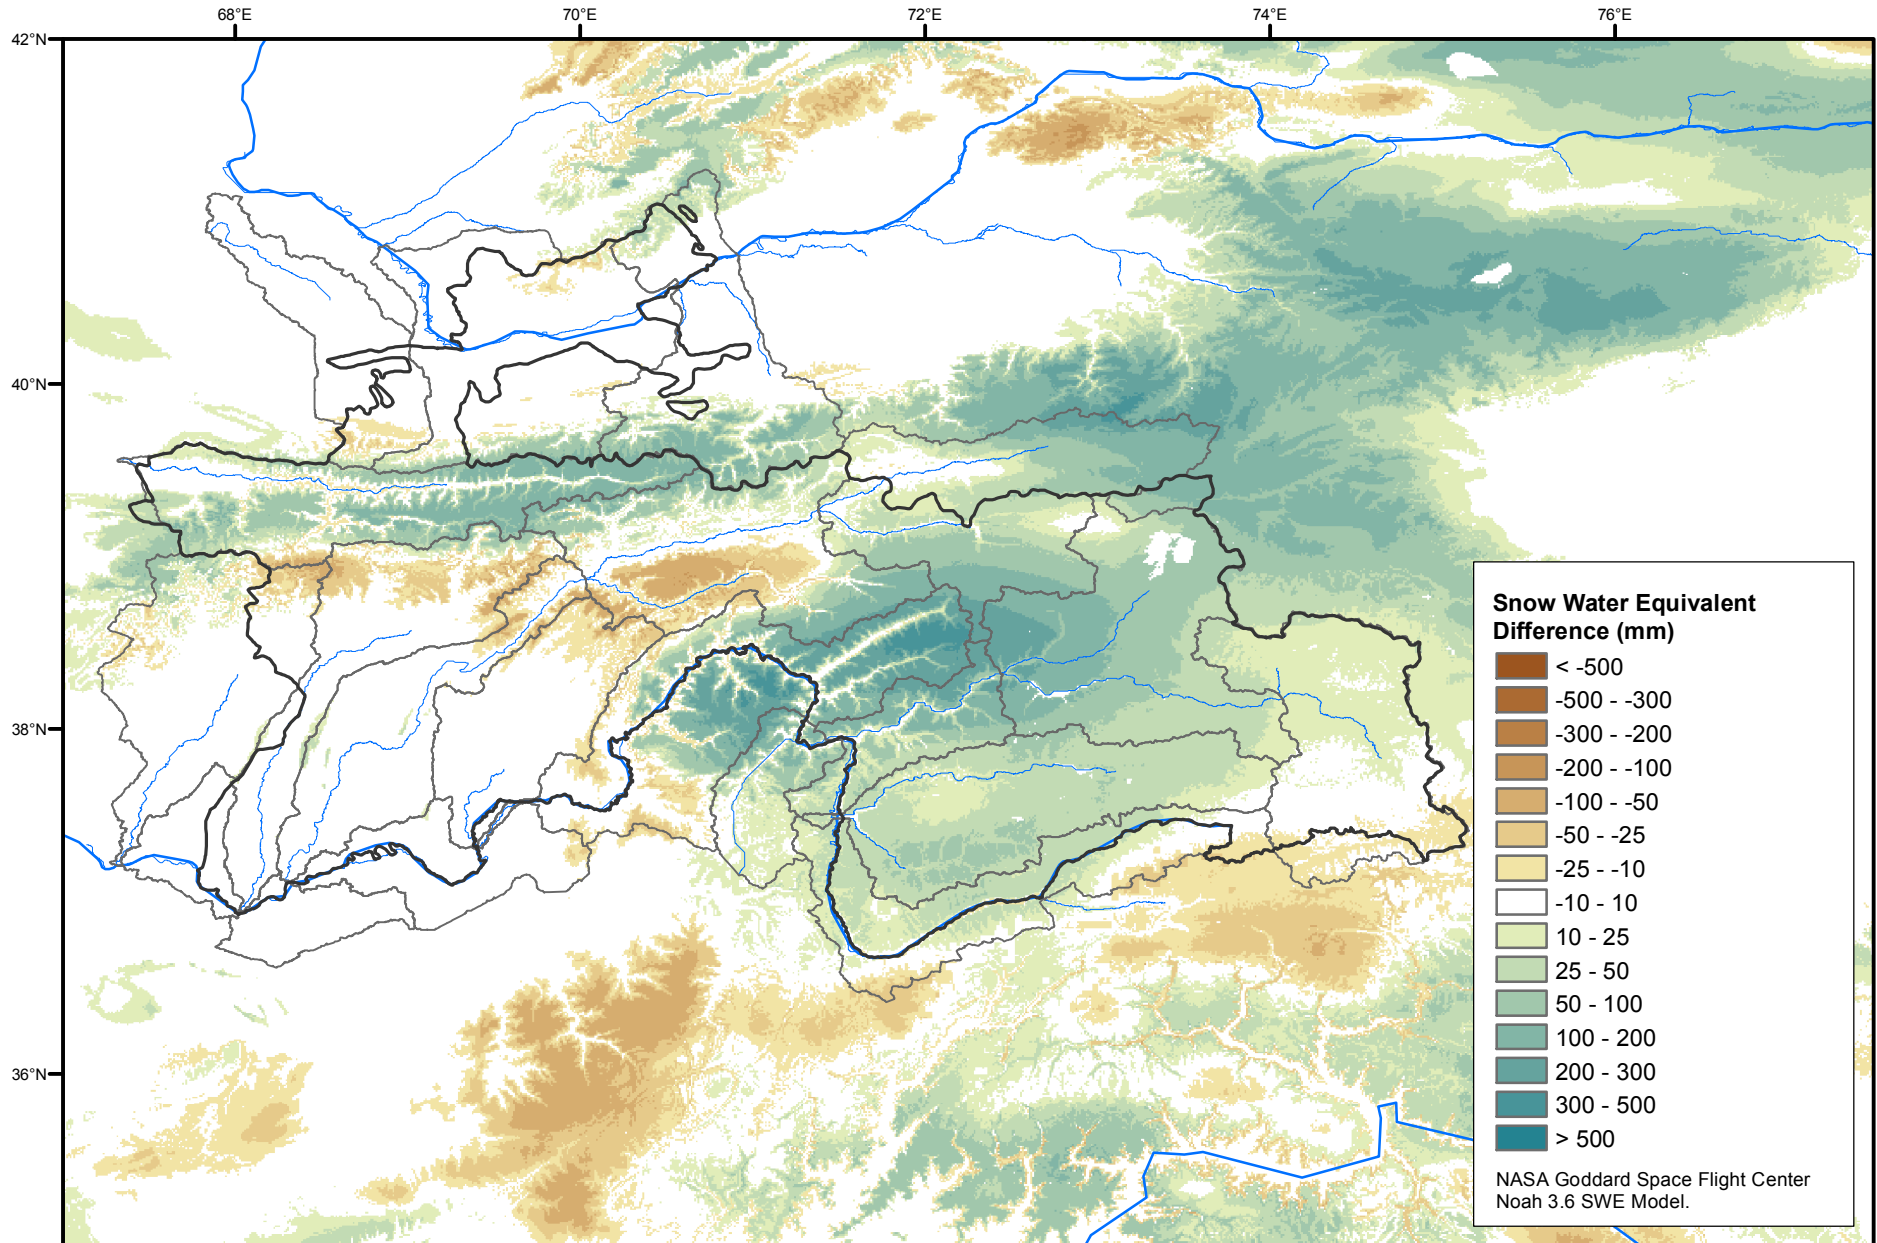 68°E 70°E 72°E 74°E 76°E
42°N
40°N
38°N
36°N
Snow Water Equivalent
Difference (mm)
< -500
-500 - -300
-300 - -200
-200 - -100
-100 - -50
-50 - -25
-25 - -10
-10 - 10
10 - 25
25 - 50
50 - 100
100 - 200
200 - 300
300 - 500
> 500
NASA Goddard Space Flight Center
Noah 3.6 SWE Model.